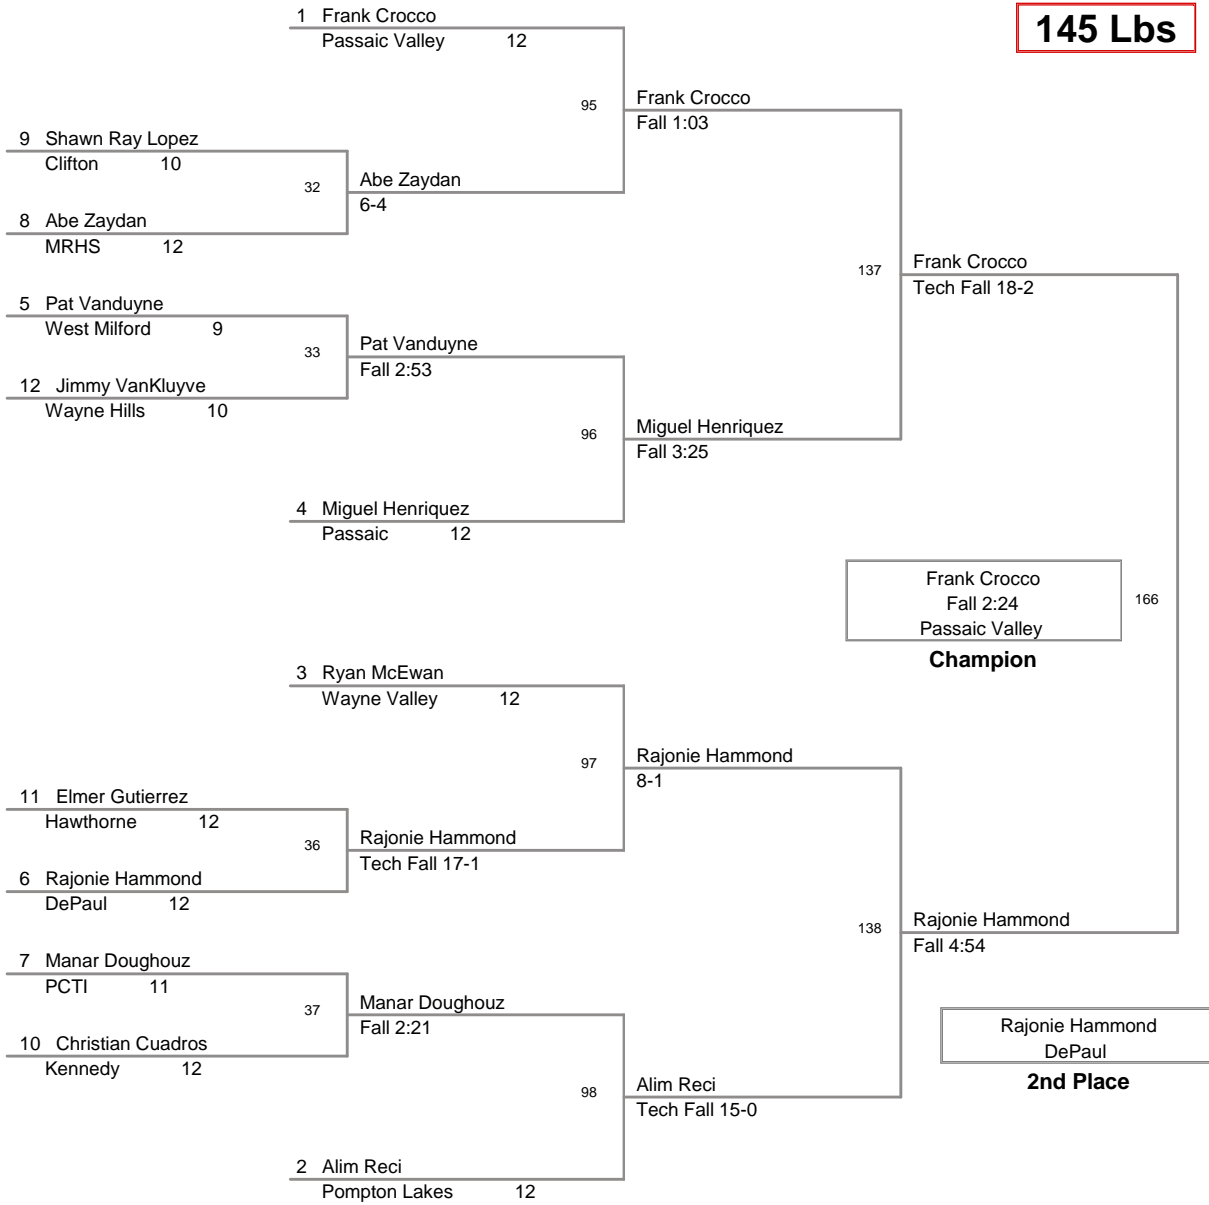 145 Lbs
1 Frank Crocco
Passaic Valley 12
95
Frank Crocco
Fall 1:03
9 Shawn Ray Lopez
Clifton 10
32
Abe Zaydan
6-4
8 Abe Zaydan
MRHS 12
137
Frank Crocco
Tech Fall 18-2
5 Pat Vanduyne
West Milford 9
33
Pat Vanduyne
Fall 2:53
12 Jimmy VanKluyve
Wayne Hills 10
96
Miguel Henriquez
Fall 3:25
4 Miguel Henriquez
Passaic 12
Frank Crocco
Fall 2:24
Passaic Valley
166
Champion
3 Ryan McEwan
Wayne Valley 12
97
Rajonie Hammond
8-1
11 Elmer Gutierrez
Hawthorne 12
36
Rajonie Hammond
Tech Fall 17-1
6 Rajonie Hammond
DePaul 12
138
Rajonie Hammond
Fall 4:54
7 Manar Doughouz
PCTI 11
37
Manar Doughouz
Fall 2:21
10 Christian Cuadros
Kennedy 12
Rajonie Hammond
DePaul
2nd Place
98
Alim Reci
Tech Fall 15-0
2 Alim Reci
Pompton Lakes 12